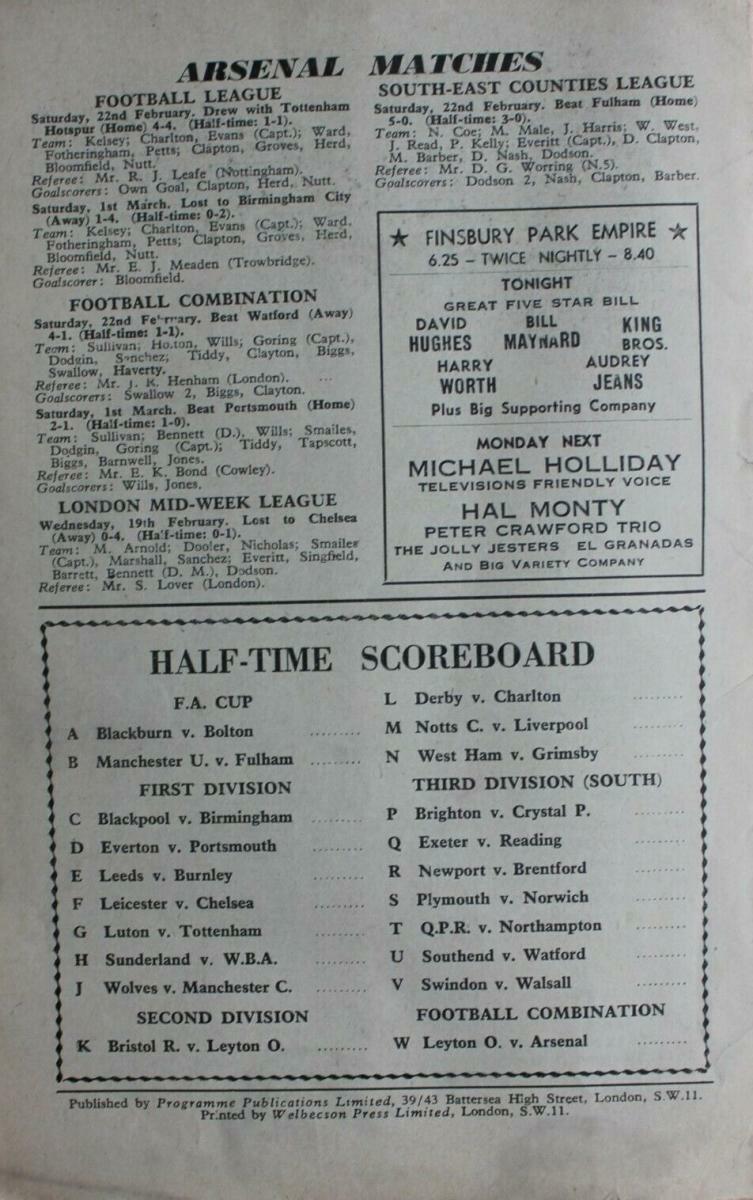 ARSENAL MATCHES
FOOTBALL LEAGUE
Saturday, 22nd February. Drew with Tottenham
Hotspur (Home) 4-4. (Half-time: 1-1).
Team: Kelsey; Charlton, Evans (Capt.); Ward,
Fotheringham, Petts; Clapton, Groves, Herd,
Bloomfield, Nutt.
Referee: Mr. R. J. Leafe (Nottingham).
Goalscorers: Own Goal, Clapton, Herd, Nutt.
Saturday, 1st March. Lost to Birmingham City
(Away) 1-4. (Half-time: 0-2).
Team: Kelsey; Charlton, Evans (Capt.); Ward,
Fotheringham, Petts; Clapton, Groves, Herd,
Bloomfield, Nutt.
Referee: Mr. E. J. Meaden (Trowbridge).
Goalscorer: Bloomfield.
FOOTBALL COMBINATION
Saturday, 22nd February. Beat Watford (Away)
4-1. (Half-time: 1-1).
Team: Sullivan; Horton, Wills; Goring (Capt.),
Dodgin, Sanchez; Tiddy, Clayton, Biggs,
Swallow, Haverty.
Referee: Mr. J. K. Henham (London).
Goalscorers: Swallow 2, Biggs, Clayton.
Saturday, 1st March. Beat Portsmouth (Home)
2-1. (Half-time: 1-0).
Team: Sullivan; Bennett (D.), Wills; Smailes,
Dodgin, Goring (Capt.); Tiddy, Tapscott,
Biggs, Barnwell, Jones.
Referee: Mr. E. K. Bond (Cowley).
Goalscorers: Wills, Jones.
LONDON MID-WEEK LEAGUE
Wednesday, 19th February. Lost to Chelsea
(Away) 0-4. (Half-time: 0-1).
Team: M. Arnold; Dooler, Nicholas; Smailes
(Capt.), Marshall, Sanchez; Everitt, Singfield,
Barrett, Bennett (D. M.), Dodson.
Referee: Mr. S. Lover (London).
SOUTH-EAST COUNTIES LEAGUE
Saturday, 22nd February. Beat Fulham (Home)
5-0. (Half-time: 3-0).
Team: N. Coe; M. Male, J. Harris; W. West,
J. Read, P. Kelly; Everitt (Capt.), D. Clapton,
M. Barber, D. Nash, Dodson.
Referee: Mr. D. G. Worring (N.5).
Goalscorers: Dodson 2, Nash, Clapton, Barber.
★ FINSBURY PARK EMPIRE ★
6.25 – TWICE NIGHTLY – 8.40
TONIGHT
GREAT FIVE STAR BILL
DAVID BILL KING
HUGHES MAYNARD BROS.
HARRY AUDREY
WORTH JEANS
Plus Big Supporting Company
MONDAY NEXT
MICHAEL HOLLIDAY
TELEVISIONS FRIENDLY VOICE
HAL MONTY
PETER CRAWFORD TRIO
THE JOLLY JESTERS EL GRANADAS
AND BIG VARIETY COMPANY
HALF-TIME SCOREBOARD
F.A. CUP
A Blackburn v. Bolton .........
B Manchester U. v. Fulham .........
FIRST DIVISION
C Blackpool v. Birmingham .........
D Everton v. Portsmouth .........
E Leeds v. Burnley .........
F Leicester v. Chelsea .........
G Luton v. Tottenham .........
H Sunderland v. W.B.A. .........
J Wolves v. Manchester C. .........
SECOND DIVISION
K Bristol R. v. Leyton O. .........
L Derby v. Charlton .........
M Notts C. v. Liverpool .........
N West Ham v. Grimsby .........
THIRD DIVISION (SOUTH)
P Brighton v. Crystal P. .........
Q Exeter v. Reading .........
R Newport v. Brentford .........
S Plymouth v. Norwich .........
T Q.P.R. v. Northampton .........
U Southend v. Watford .........
V Swindon v. Walsall .........
FOOTBALL COMBINATION
W Leyton O. v. Arsenal .........
Published by Programme Publications Limited, 39/43 Battersea High Street, London, S.W.11.
Printed by Welbecson Press Limited, London, S.W.11.